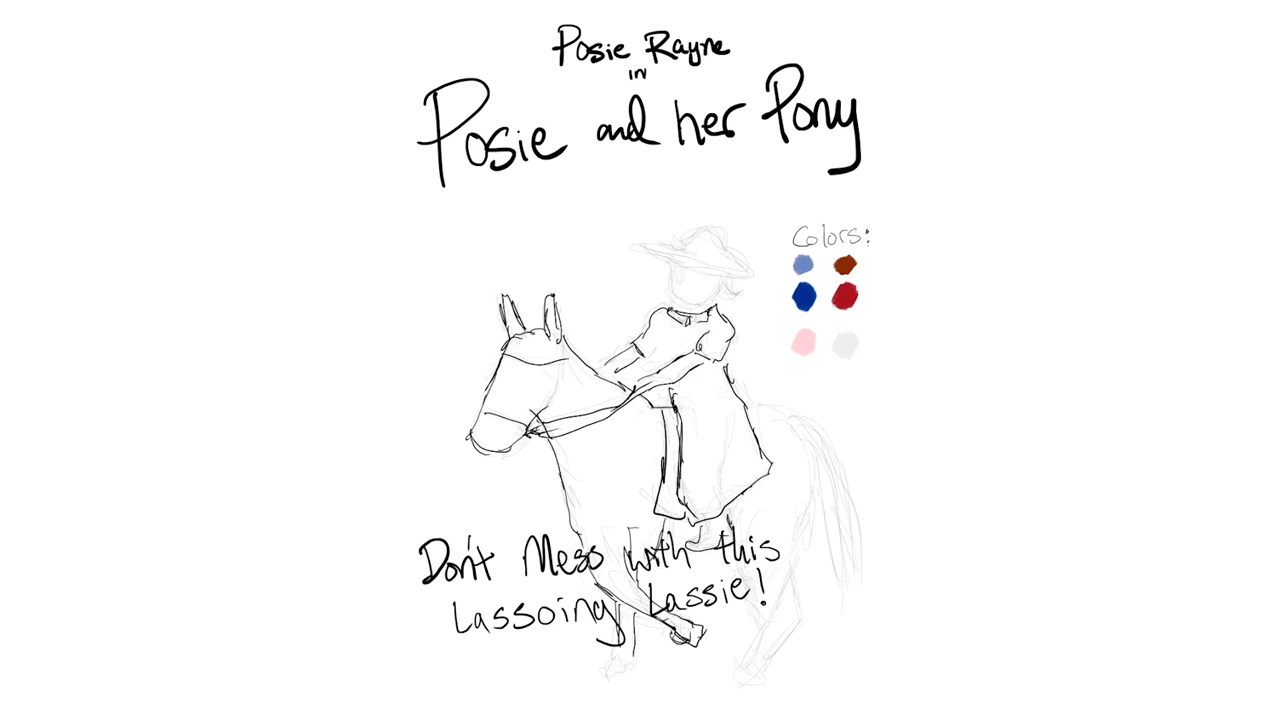 Posie Rayne
in
Posie and her Pony
Colors:
Don't Mess with this
Lassoing Lassie!